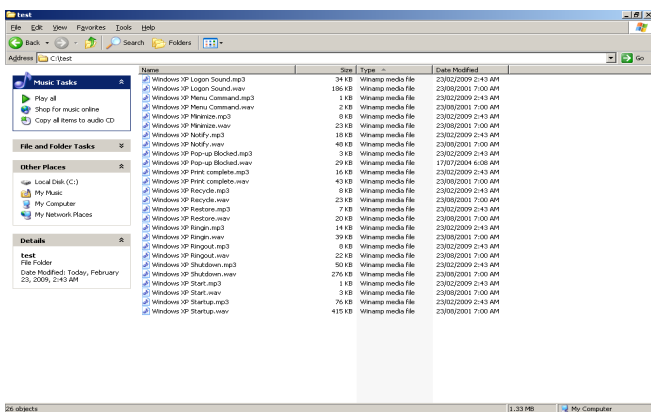 test
File Edit View Favorites Tools Help
Back Search Folders
Address C:\test Go
Music Tasks
Play all
Shop for music online
Copy all items to audio CD
File and Folder Tasks
Other Places
Local Disk (C:)
My Music
My Computer
My Network Places
Details
test
File Folder
Date Modified: Today, February
23, 2009, 2:43 AM
Name Size Type Date Modified
Windows XP Logon Sound.mp3 34 KB Winamp media file 23/02/2009 2:43 AM
Windows XP Logon Sound.wav 186 KB Winamp media file 23/08/2001 7:00 AM
Windows XP Menu Command.mp3 1 KB Winamp media file 23/02/2009 2:43 AM
Windows XP Menu Command.wav 2 KB Winamp media file 23/08/2001 7:00 AM
Windows XP Minimize.mp3 8 KB Winamp media file 23/02/2009 2:43 AM
Windows XP Minimize.wav 23 KB Winamp media file 23/08/2001 7:00 AM
Windows XP Notify.mp3 18 KB Winamp media file 23/02/2009 2:43 AM
Windows XP Notify.wav 48 KB Winamp media file 23/08/2001 7:00 AM
Windows XP Pop-up Blocked.mp3 3 KB Winamp media file 23/02/2009 2:43 AM
Windows XP Pop-up Blocked.wav 29 KB Winamp media file 17/07/2004 6:08 AM
Windows XP Print complete.mp3 16 KB Winamp media file 23/02/2009 2:43 AM
Windows XP Print complete.wav 43 KB Winamp media file 23/08/2001 7:00 AM
Windows XP Recycle.mp3 8 KB Winamp media file 23/02/2009 2:43 AM
Windows XP Recycle.wav 23 KB Winamp media file 23/08/2001 7:00 AM
Windows XP Restore.mp3 7 KB Winamp media file 23/02/2009 2:43 AM
Windows XP Restore.wav 20 KB Winamp media file 23/08/2001 7:00 AM
Windows XP Ringin.mp3 14 KB Winamp media file 23/02/2009 2:43 AM
Windows XP Ringin.wav 39 KB Winamp media file 23/08/2001 7:00 AM
Windows XP Ringout.mp3 8 KB Winamp media file 23/02/2009 2:43 AM
Windows XP Ringout.wav 22 KB Winamp media file 23/08/2001 7:00 AM
Windows XP Shutdown.mp3 50 KB Winamp media file 23/02/2009 2:43 AM
Windows XP Shutdown.wav 276 KB Winamp media file 23/08/2001 7:00 AM
Windows XP Start.mp3 1 KB Winamp media file 23/02/2009 2:43 AM
Windows XP Start.wav 3 KB Winamp media file 23/08/2001 7:00 AM
Windows XP Startup.mp3 76 KB Winamp media file 23/02/2009 2:43 AM
Windows XP Startup.wav 415 KB Winamp media file 23/08/2001 7:00 AM
26 objects 1.33 MB My Computer